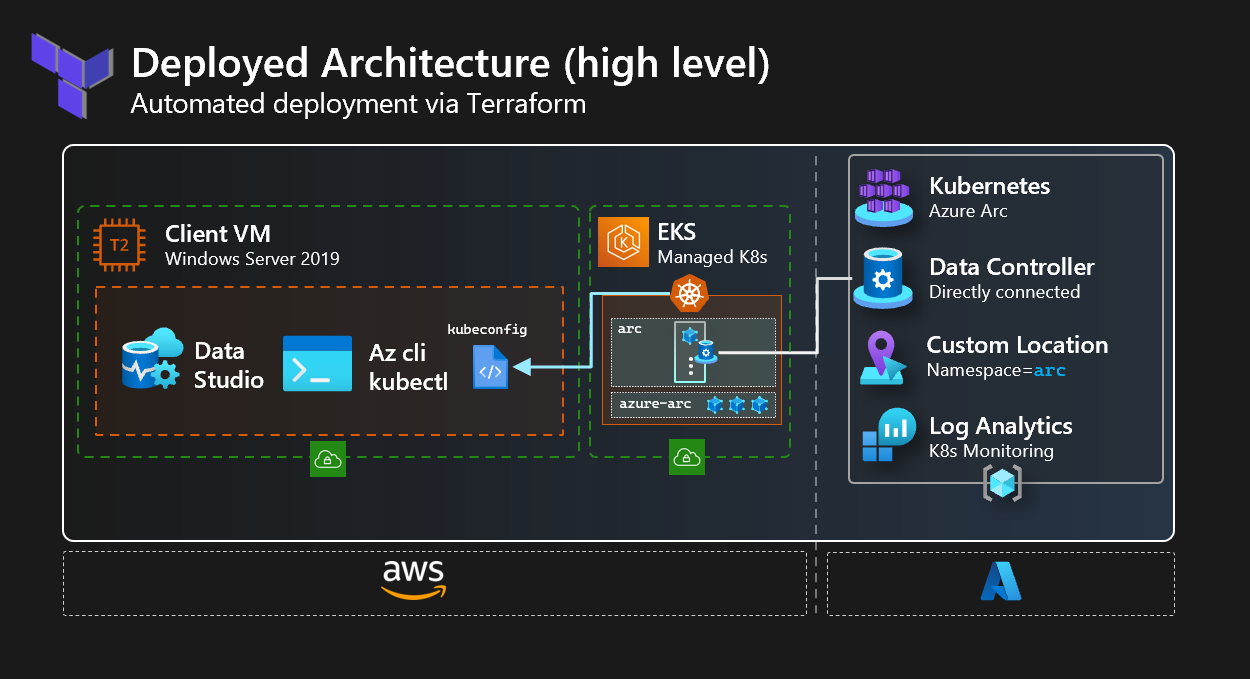 Deployed Architecture (high level)
Automated deployment via Terraform
T2
Client VM
Windows Server 2019
Data
Studio
Az cli
kubectl
kubeconfig
EKS
Managed K8s
arc
azure-arc
Kubernetes
Azure Arc
Data Controller
Directly connected
Custom Location
Namespace=arc
Log Analytics
K8s Monitoring
aws